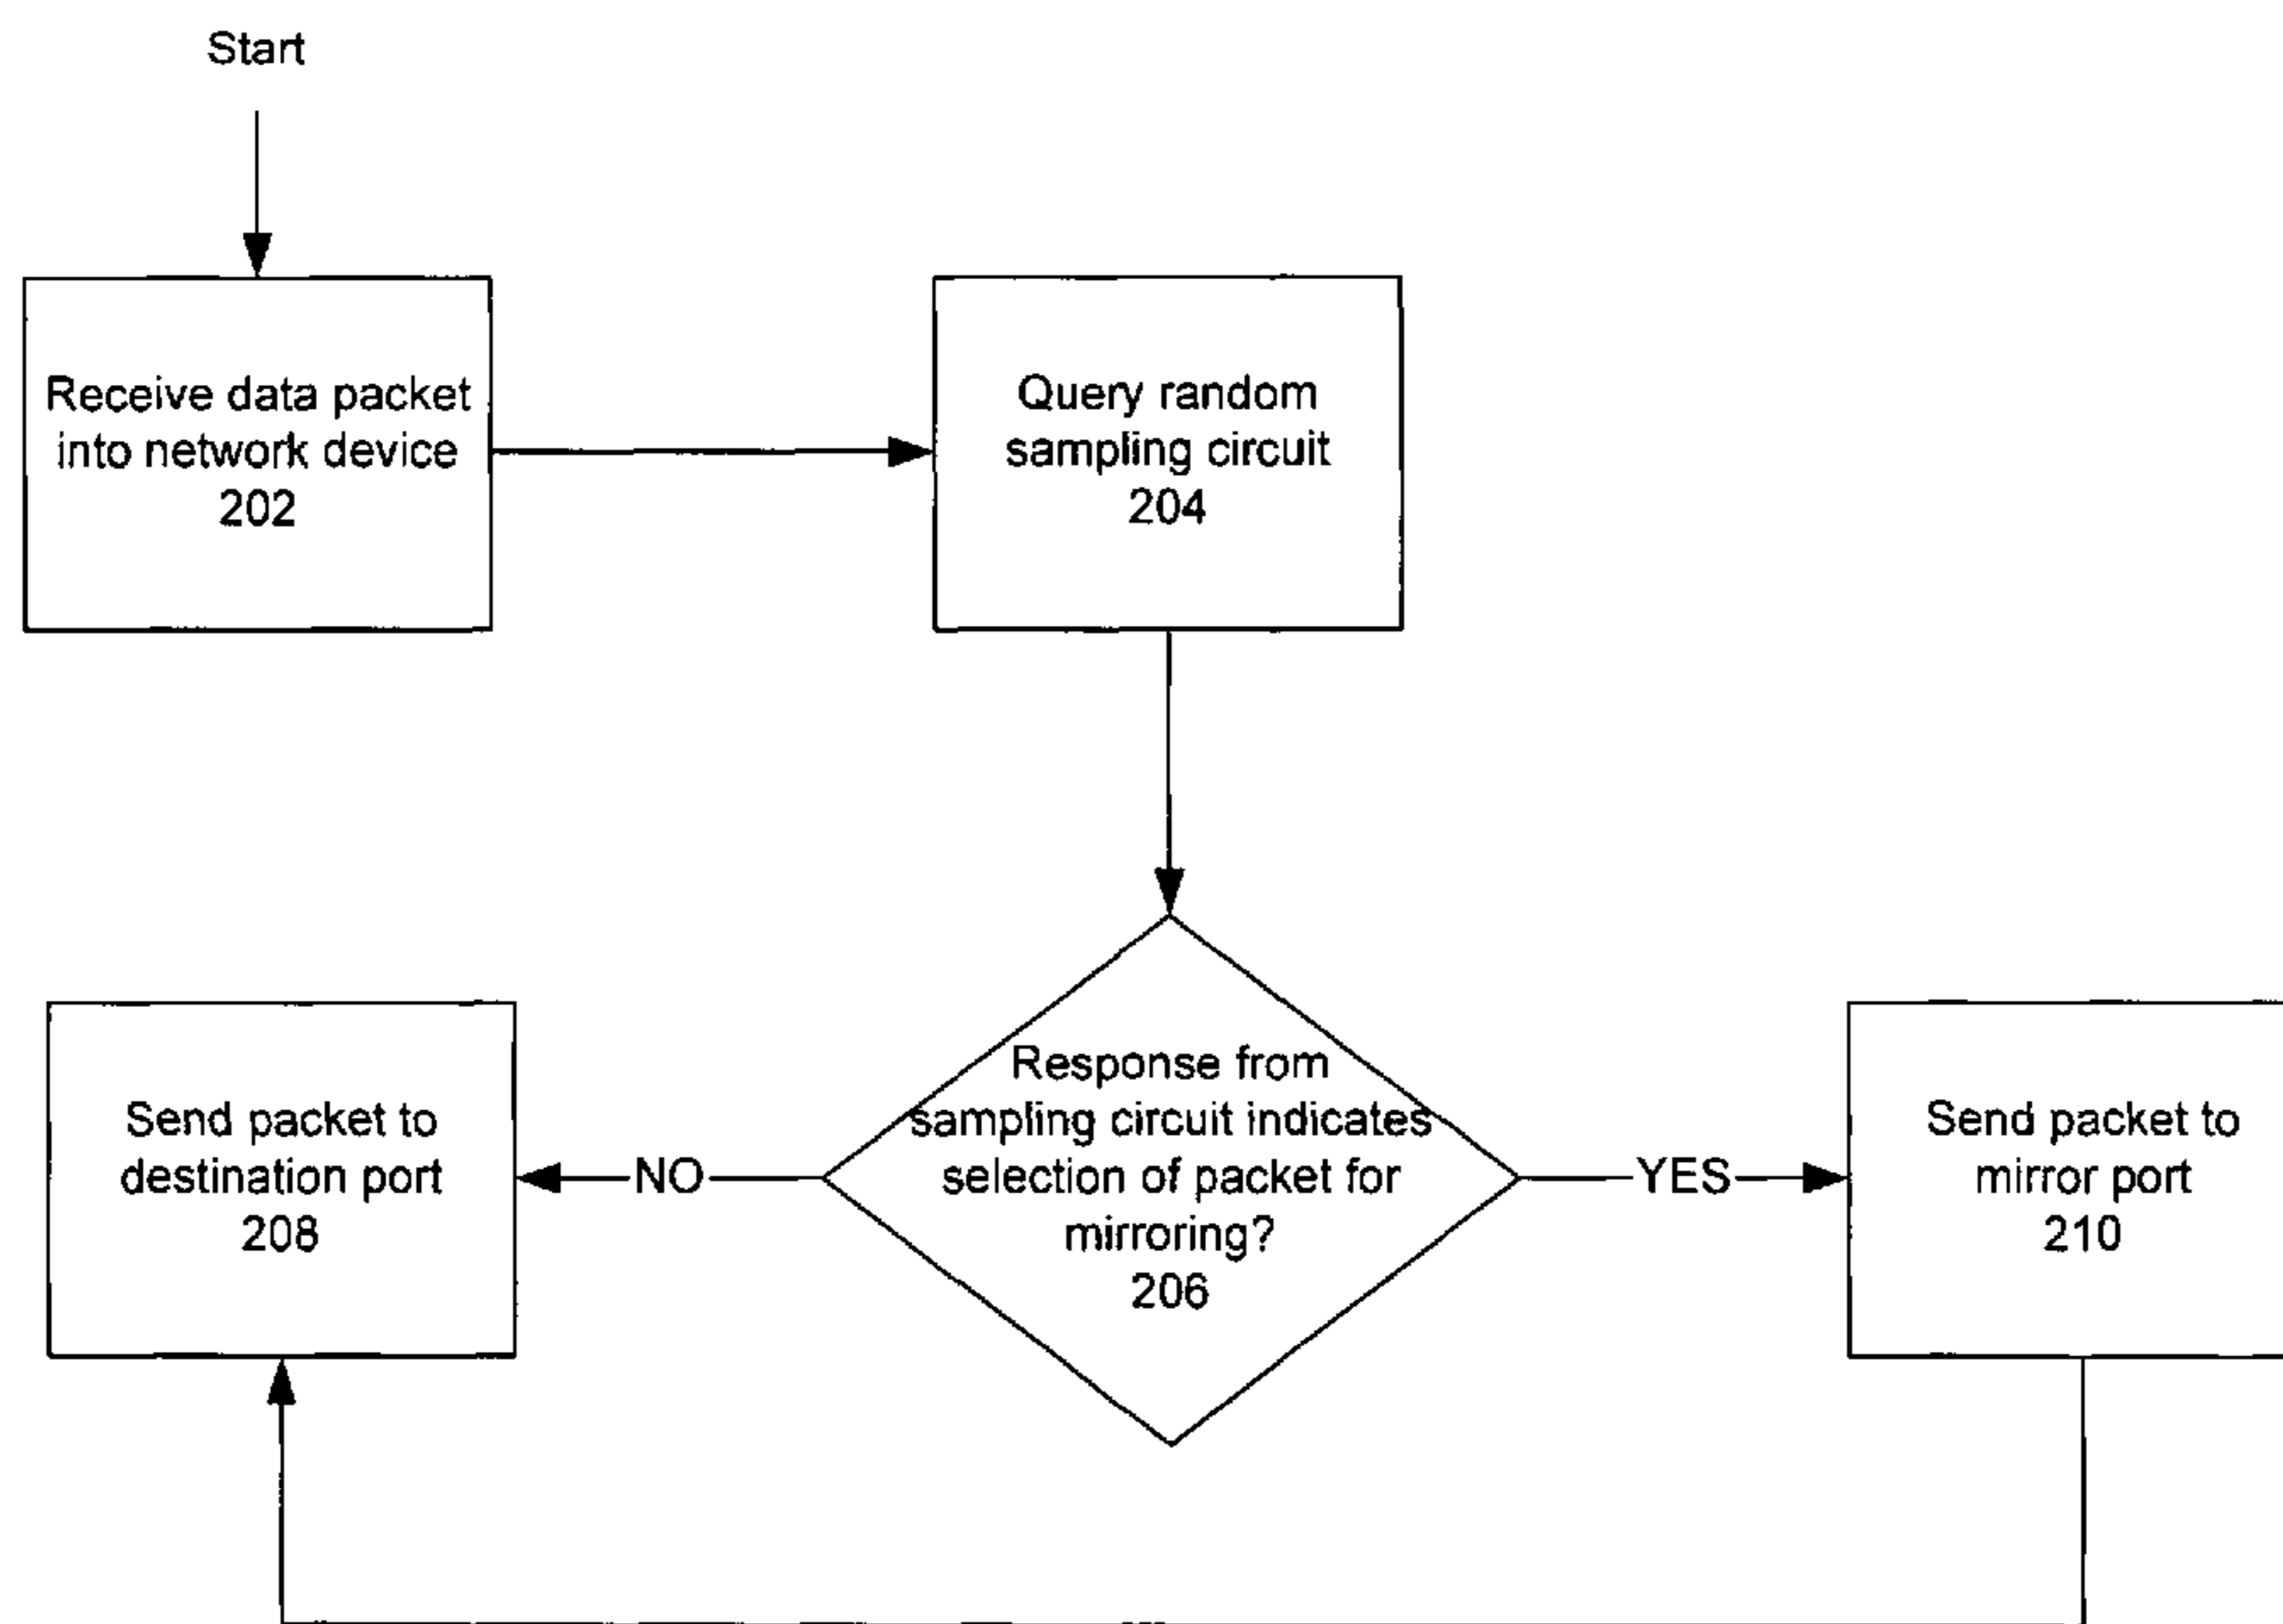 Start
Receive data packet
into network device
202
Query random
sampling circuit
204
Response from
sampling circuit indicates
selection of packet for
mirroring?
206
NO
YES
Send packet to
destination port
208
Send packet to
mirror port
210